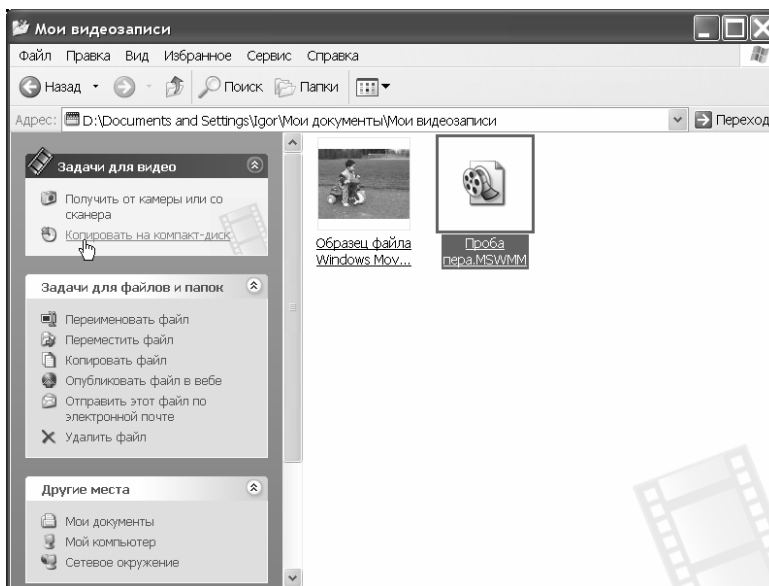 Мои видеозаписи
Файл Правка Вид Избранное Сервис Справка
Назад Поиск Папки
Адрес: D:\Documents and Settings\Igor\Мои документы\Мои видеозаписи Переход
Задачи для видео
Получить от камеры или со
сканера
Копировать на компакт-диск
Образец файла
Windows Mov...
Проба
пера.MSWMM
Задачи для файлов и папок
Переименовать файл
Переместить файл
Копировать файл
Опубликовать файл в вебе
Отправить этот файл по
электронной почте
Удалить файл
Другие места
Мои документы
Мой компьютер
Сетевое окружение